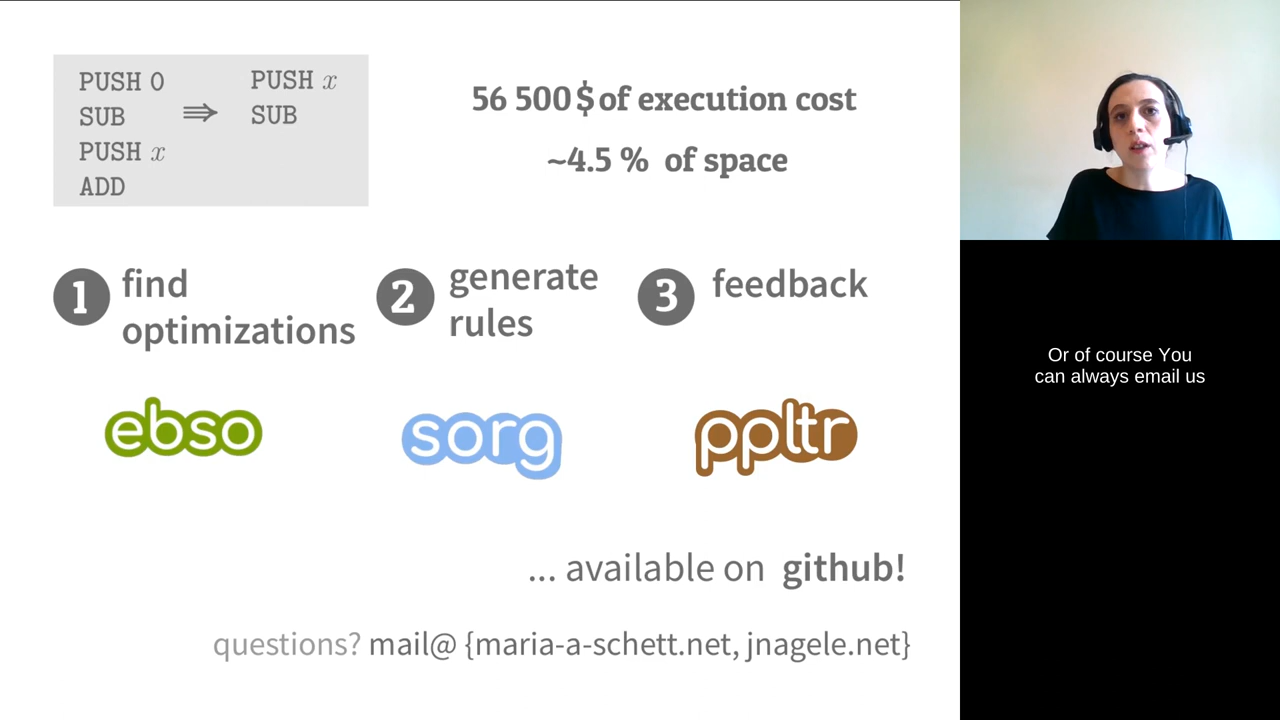 PUSH 0
SUB
PUSH x
ADD
⇛
PUSH x
SUB
56 500 $ of execution cost
~4.5 % of space
1 find
optimizations
2 generate
rules
3 feedback
ebso
sorg
ppltr
... available on github!
questions? mail@ {maria-a-schett.net, jnagele.net}
Or of course You
can always email us